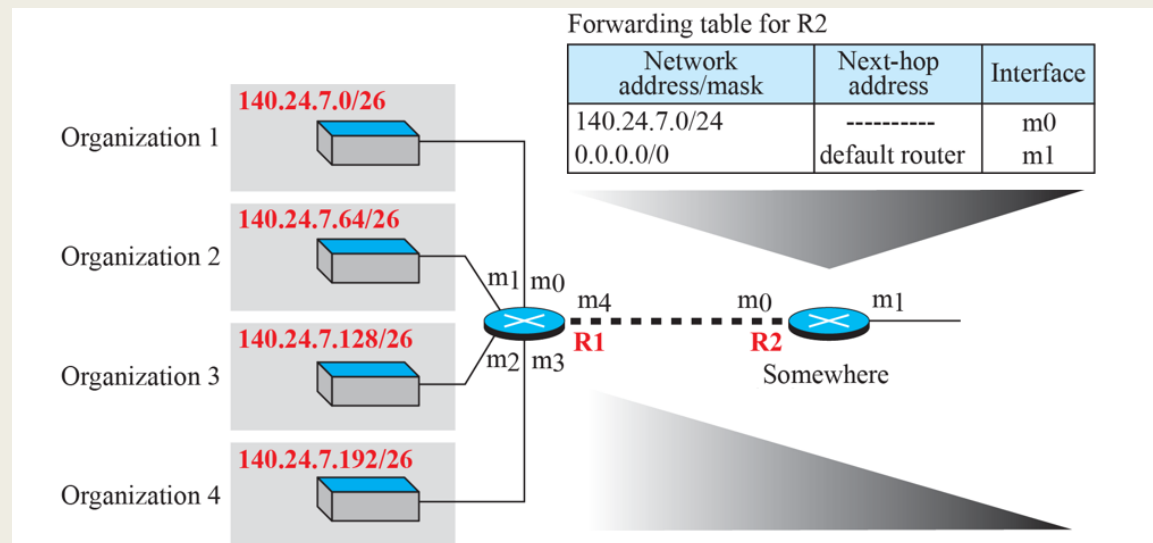 Forwarding table for R2
Network address/mask
Next-hop address
Interface
140.24.7.0/24 ---------- m0
0.0.0.0/0 default router m1
Organization 1
140.24.7.0/26
Organization 2
140.24.7.64/26
Organization 3
140.24.7.128/26
Organization 4
140.24.7.192/26
m1 m0
m2 m3
m4
R1
m0
R2
m1
Somewhere